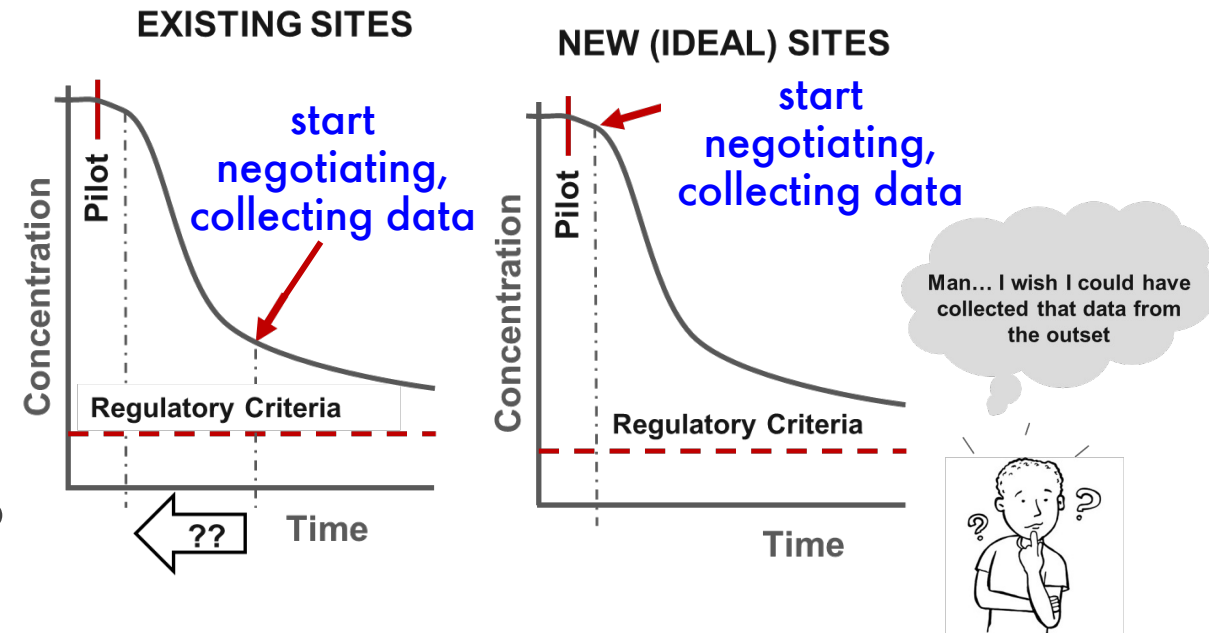 EXISTING SITES
start
negotiating,
collecting data
Pilot
Concentration
Regulatory Criteria
??
Time
NEW (IDEAL) SITES
start
negotiating,
collecting data
Pilot
Concentration
Regulatory Criteria
Time
Man... I wish I could have
collected that data from
the outset
?
?